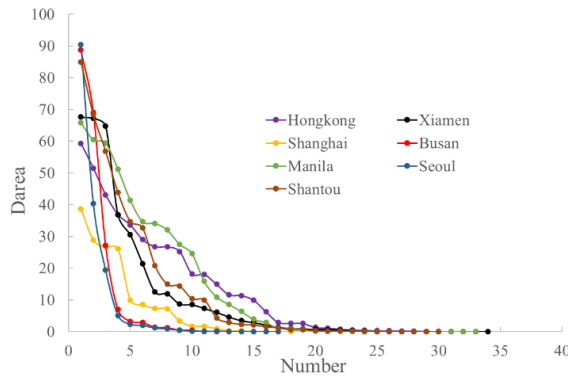 100
90
80
70
60
50
40
30
20
10
0
Darea
Hongkong Xiamen
Shanghai Busan
Manila Seoul
Shantou
0 5 10 15 20 25 30 35 40
Number